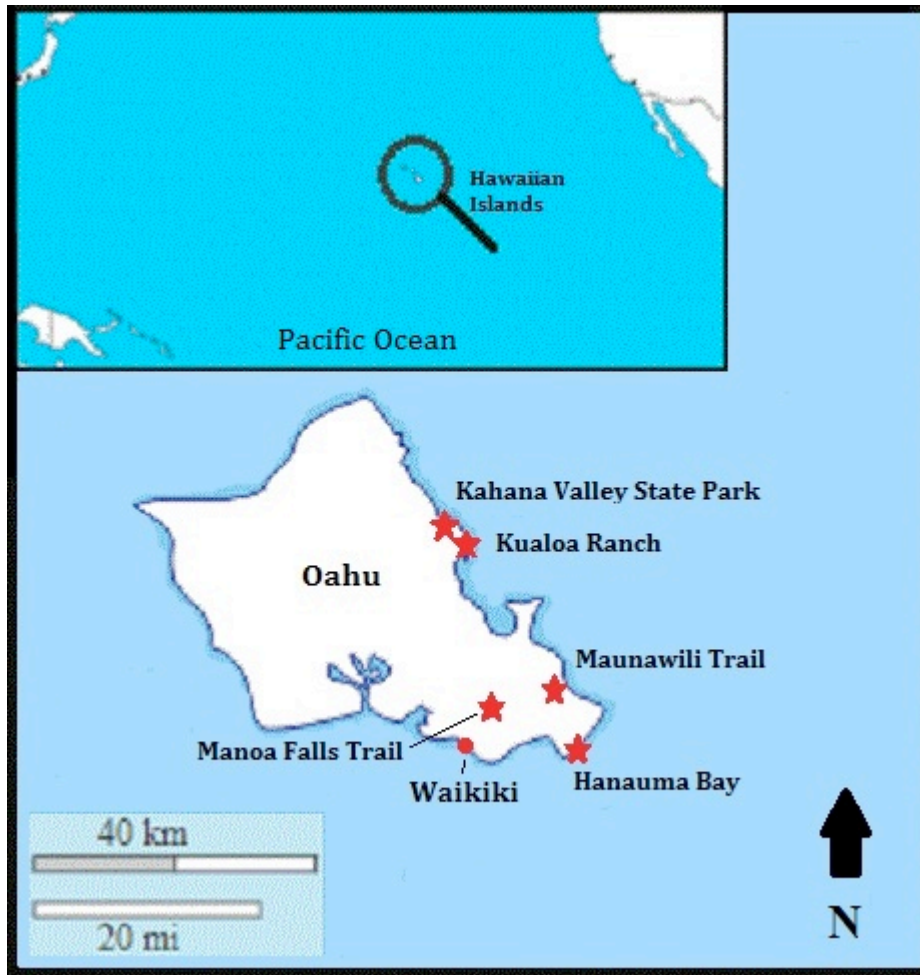 Hawaiian
Islands
Pacific Ocean
Kahana Valley State Park
Kualoa Ranch
Oahu
Maunawili Trail
Manoa Falls Trail
Waikiki
Hanauma Bay
40 km
20 mi
N